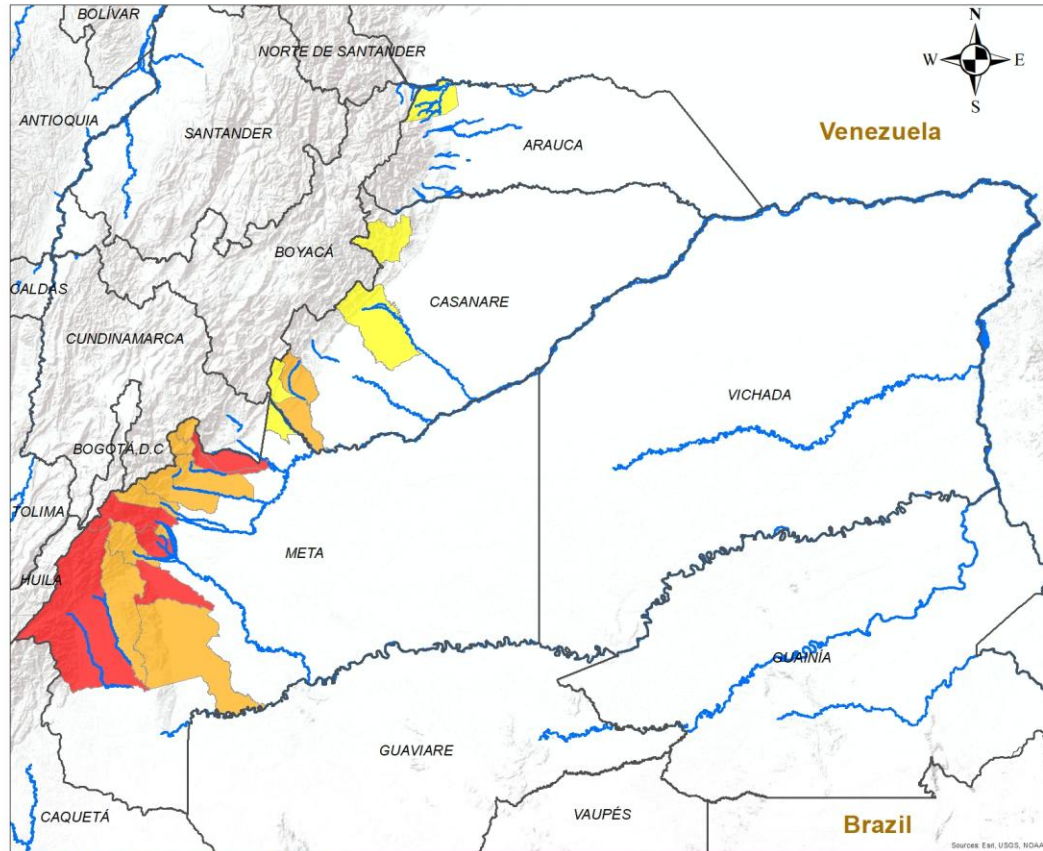 BOLÍVAR
NORTE DE SANTANDER
N
W
E
S
ANTIOQUIA
SANTANDER
ARAUCA
Venezuela
BOYACÁ
CALDAS
CASANARE
CUNDINAMARCA
VICHADA
BOGOTÁ,D.C
TOLIMA
META
HUILA
GUAINÍA
GUAVIARE
CAQUETÁ
VAUPÉS
Brazil
Sources: Esri, USGS, NOAA